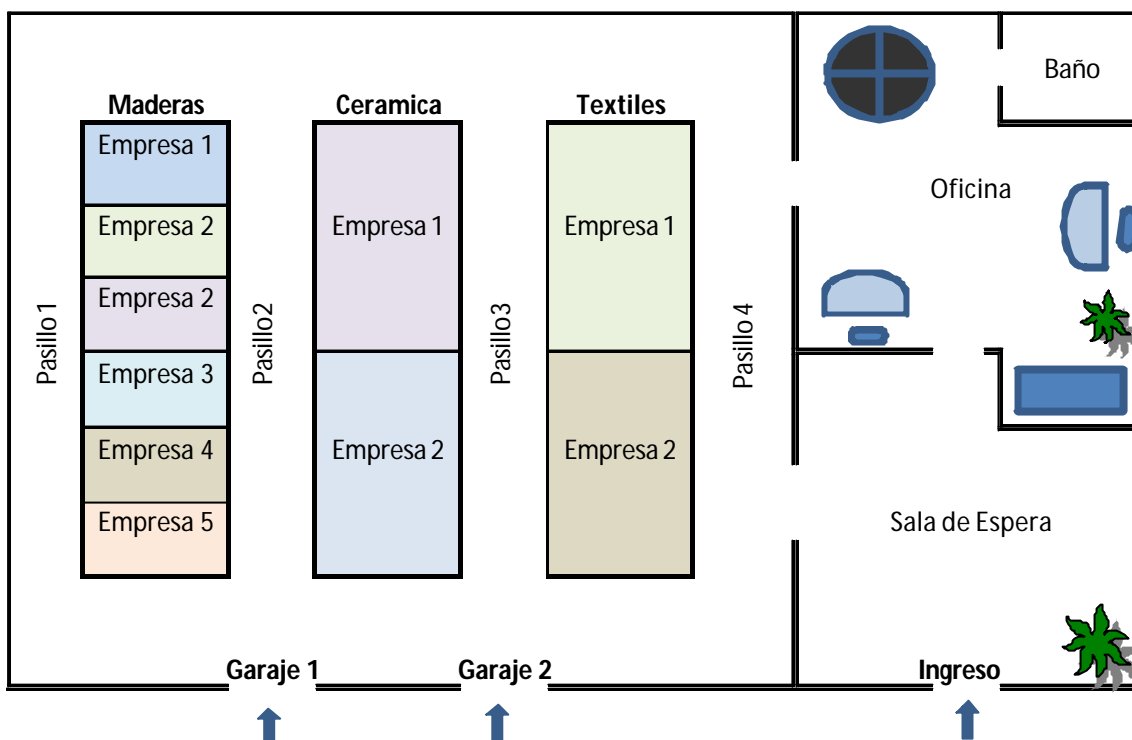 Baño
Maderas
Ceramica
Textiles
Empresa 1
Empresa 2
Empresa 2
Empresa 3
Empresa 4
Empresa 5
Empresa 1
Empresa 2
Empresa 1
Empresa 2
Pasillo 1
Pasillo2
Pasillo3
Pasillo 4
Oficina
Sala de Espera
Garaje 1
Garaje 2
Ingreso